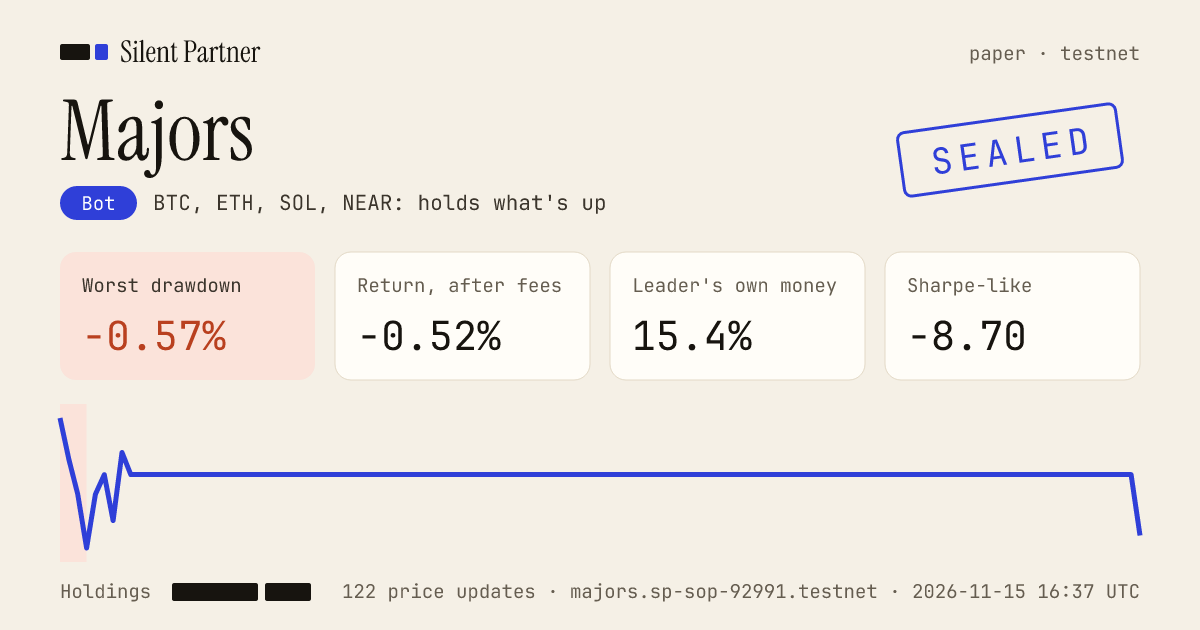 Silent Partner
paper · testnet
Majors
SEALED
Bot BTC, ETH, SOL, NEAR: holds what's up
Worst drawdown
-0.57%
Return, after fees
-0.52%
Leader's own money
15.4%
Sharpe-like
-8.70
Holdings
122 price updates · majors.sp-sop-92991.testnet · 2026-11-15 16:37 UTC